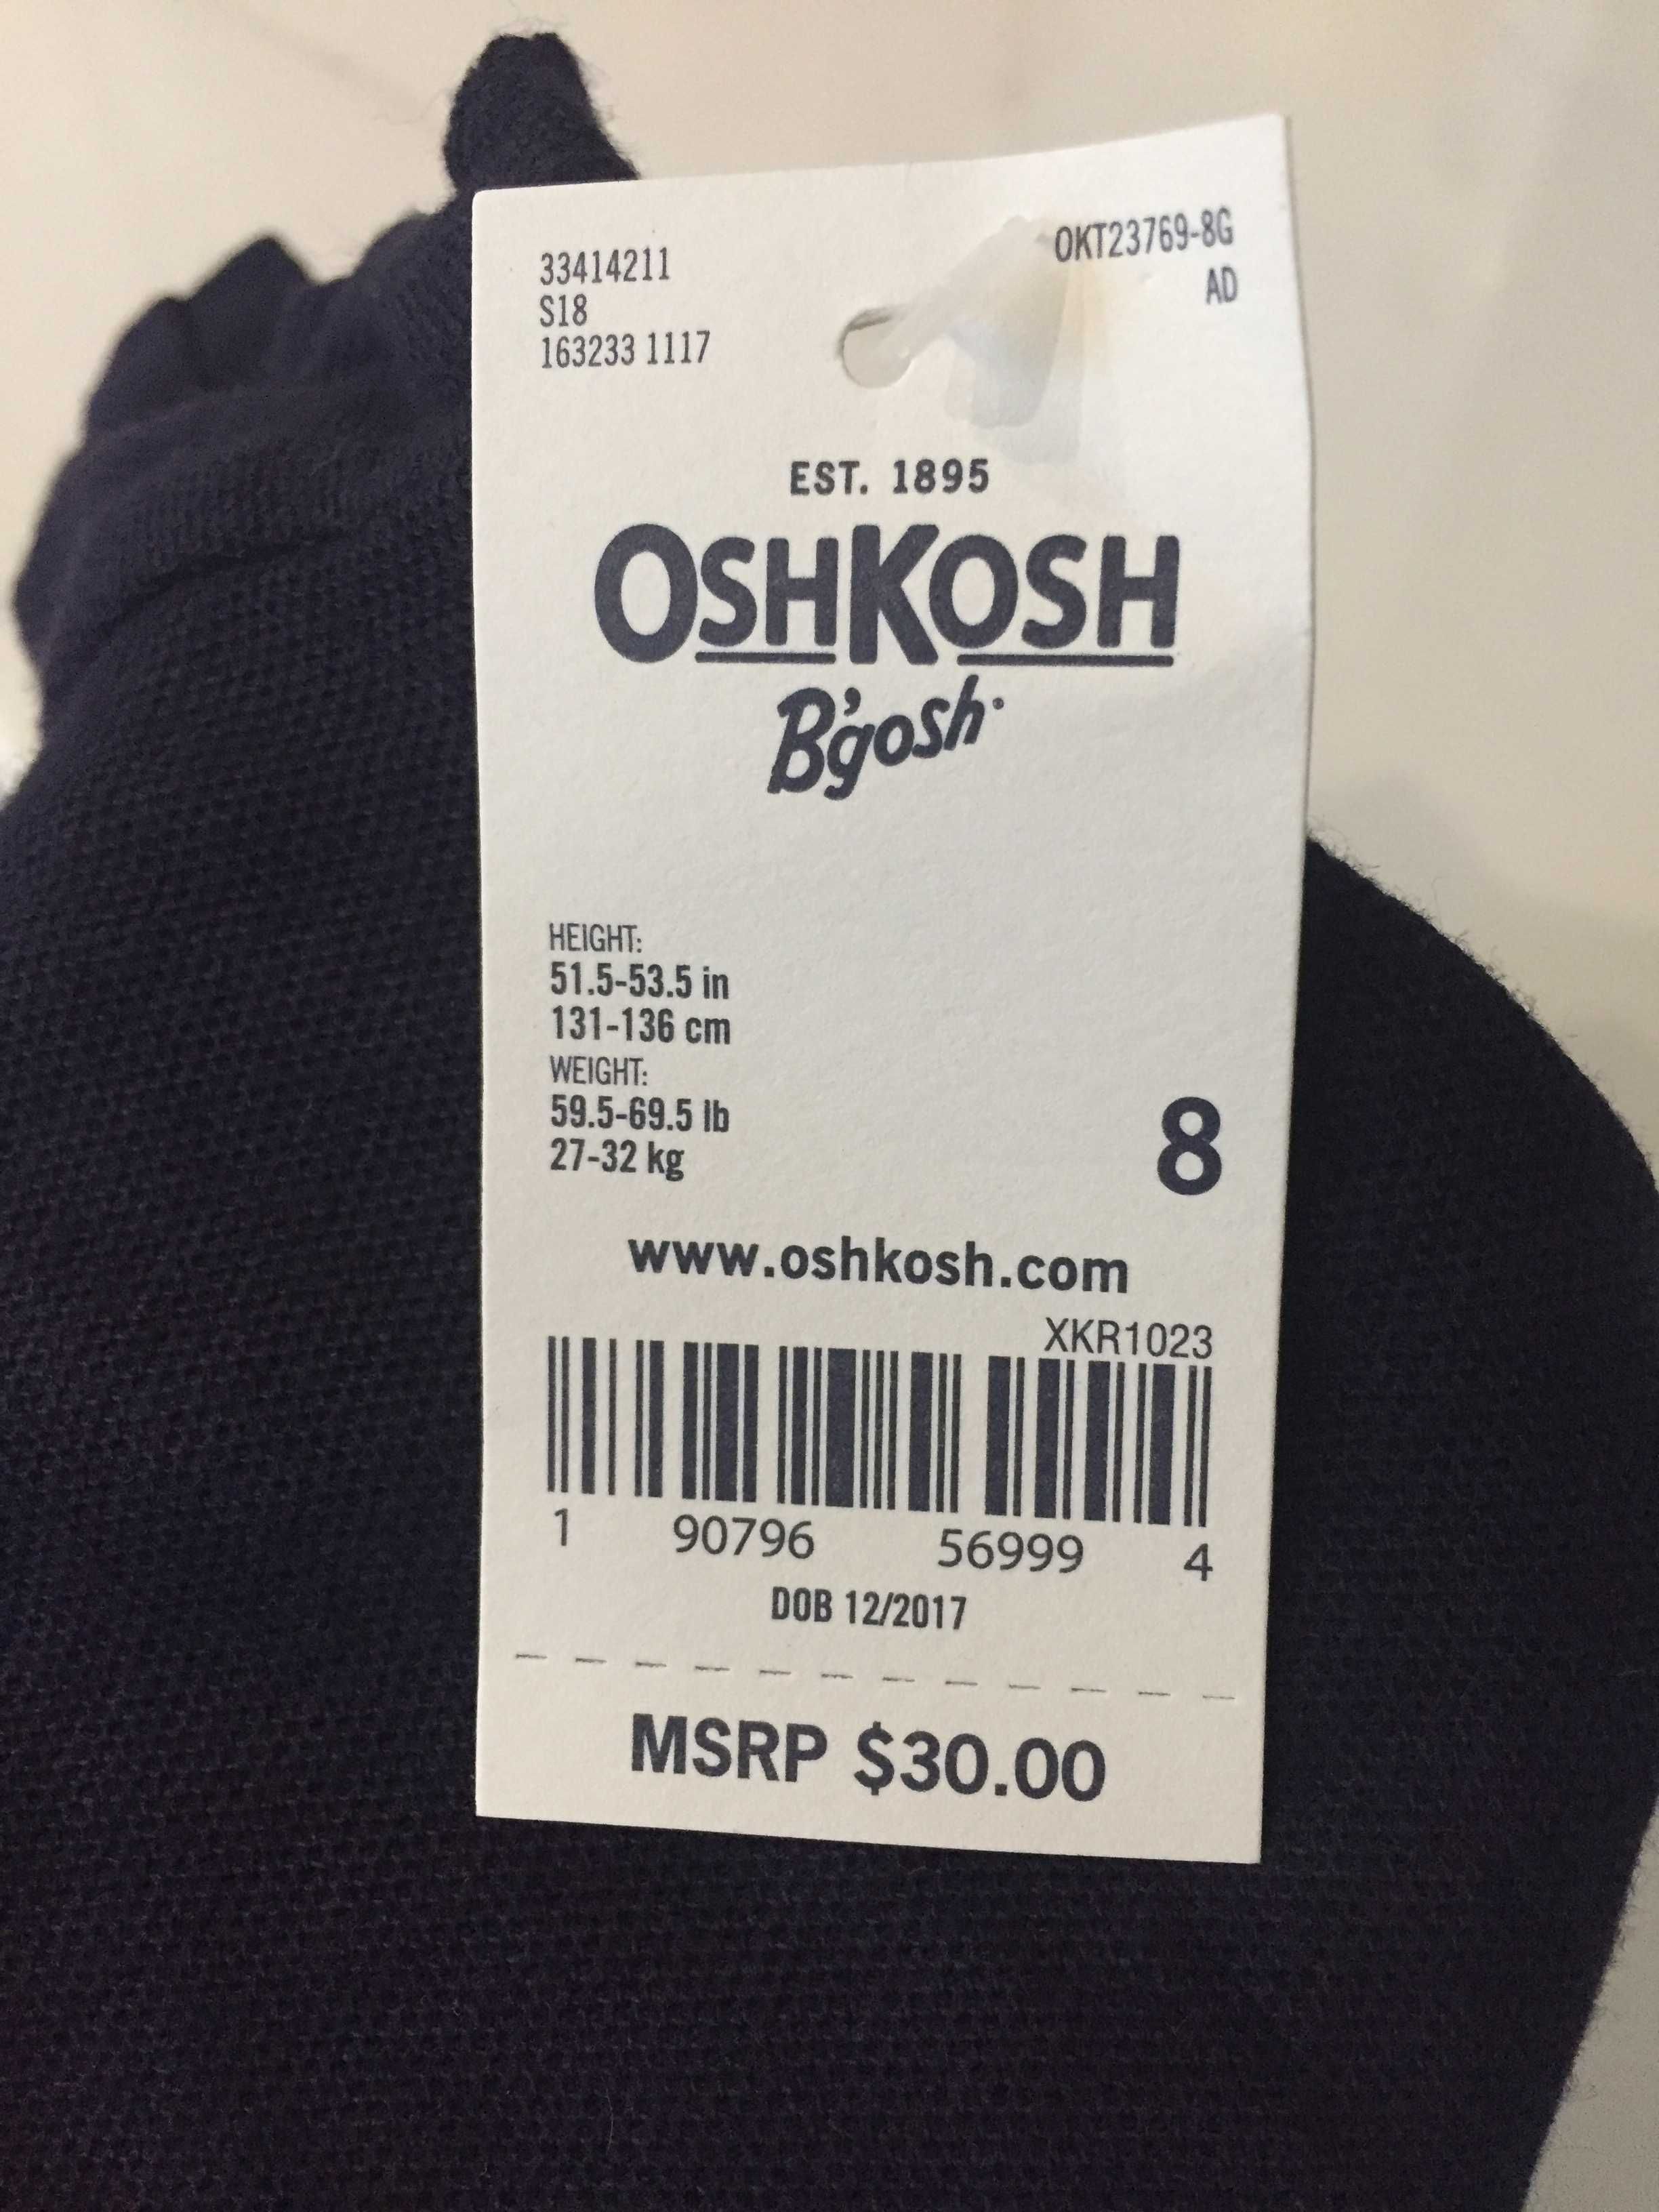 33414211
S18
163233 1117
OKT23769-8G
AD
EST. 1895
OSHKOSH
B'gosh
HEIGHT:
51.5-53.5 in
131-136 cm
WEIGHT:
59.5-69.5 lb
27-32 kg
8
www.oshkosh.com
XKR1023
1 90796 56999 4
DOB 12/2017
MSRP $30.00